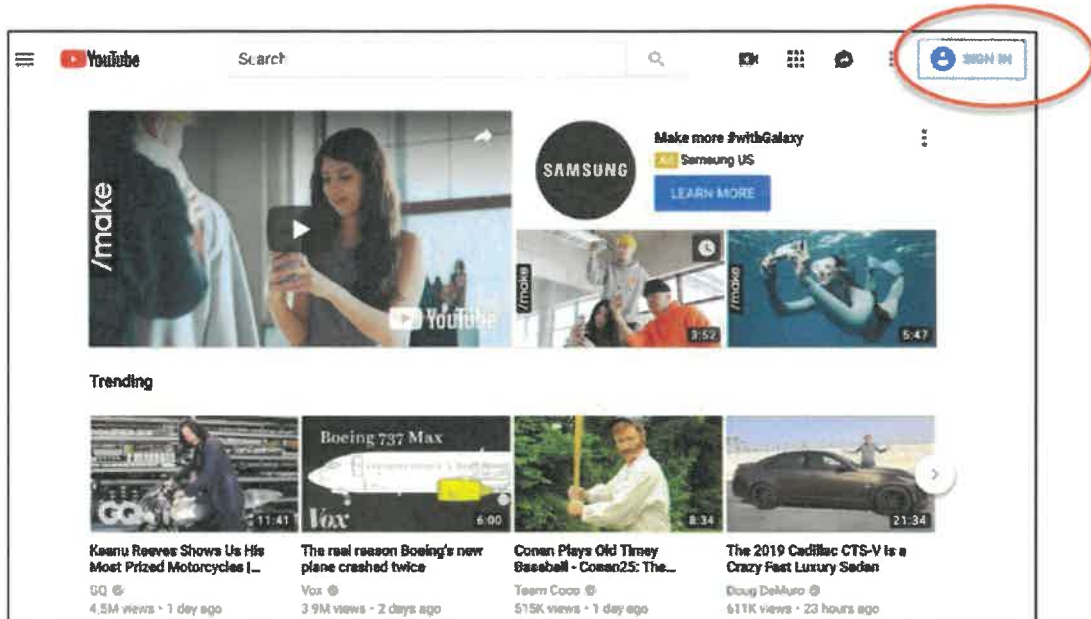 YouTube
Search
SIGN IN
/make
YouTube
SAMSUNG
Make more #withGalaxy
Ad Samsung US
LEARN MORE
/make
3:52
/make
5:47
Trending
GQ
11:41
Boeing 737 Max
Vox
6:00
8:34
21:34
Keanu Reeves Shows Us His
Most Prized Motorcycles |...
GQ
4.5M views • 1 day ago
The real reason Boeing's new
plane crashed twice
Vox
3.9M views • 2 days ago
Conan Plays Old Timey
Baseball - Conan25: The...
Team Coco
515K views • 1 day ago
The 2019 Cadillac CTS-V Is a
Crazy Fast Luxury Sedan
Doug DeMuro
611K views • 23 hours ago